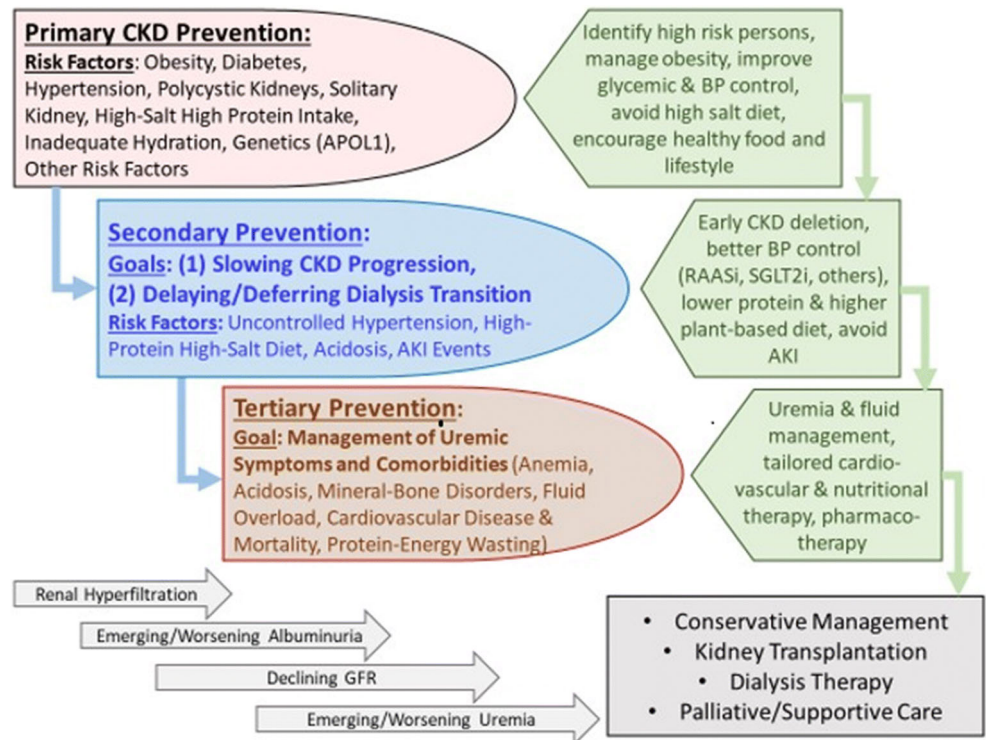 Primary CKD Prevention:
Risk Factors: Obesity, Diabetes,
Hypertension, Polycystic Kidneys, Solitary
Kidney, High-Salt High Protein Intake,
Inadequate Hydration, Genetics (APOL1),
Other Risk Factors
Identify high risk persons,
manage obesity, improve
glycemic & BP control,
avoid high salt diet,
encourage healthy food and
lifestyle
Secondary Prevention:
Goals: (1) Slowing CKD Progression,
(2) Delaying/Deferring Dialysis Transition
Risk Factors: Uncontrolled Hypertension, High-
Protein High-Salt Diet, Acidosis, AKI Events
Early CKD deletion,
better BP control
(RAASi, SGLT2i, others),
lower protein & higher
plant-based diet, avoid
AKI
Tertiary Prevention:
Goal: Management of Uremic
Symptoms and Comorbidities (Anemia,
Acidosis, Mineral-Bone Disorders, Fluid
Overload, Cardiovascular Disease &
Mortality, Protein-Energy Wasting)
Uremia & fluid
management,
tailored cardio-
vascular & nutritional
therapy, pharmaco-
therapy
Renal Hyperfiltration
Emerging/Worsening Albuminuria
Declining GFR
Emerging/Worsening Uremia
• Conservative Management
• Kidney Transplantation
• Dialysis Therapy
• Palliative/Supportive Care